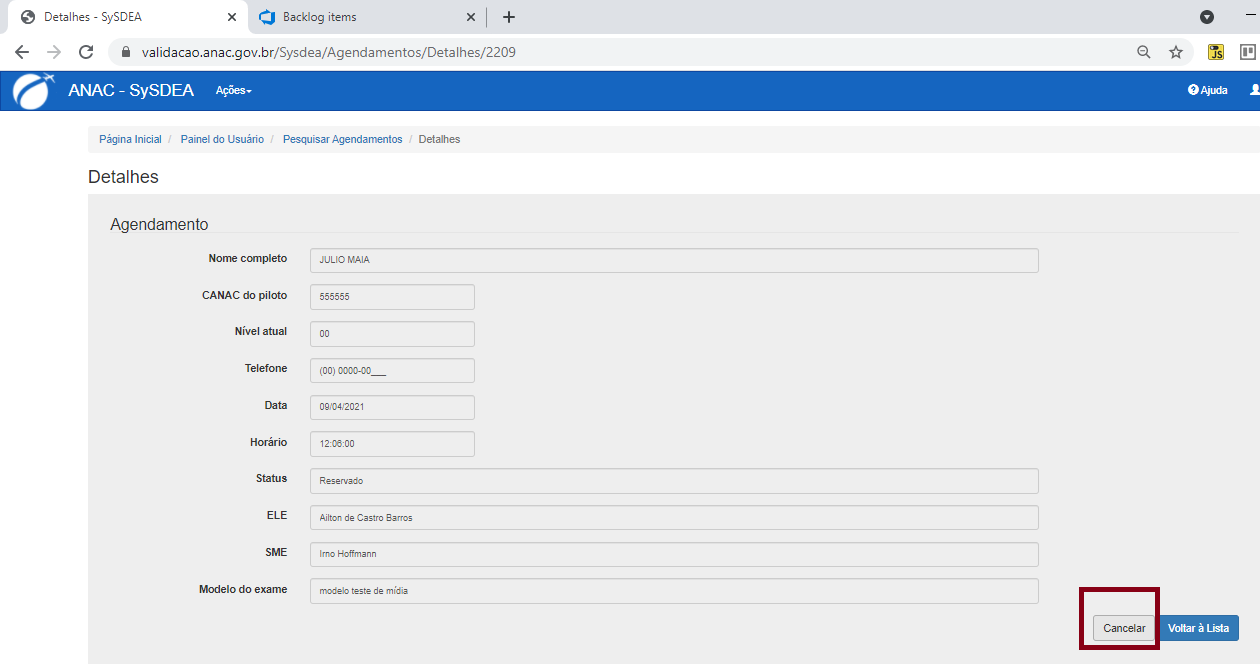 Detalhes - SySDEA
Backlog items
validacao.anac.gov.br/Sysdea/Agendamentos/Detalhes/2209
JS
ANAC - SySDEA Ações
Ajuda
Página Inicial / Painel do Usuário / Pesquisar Agendamentos / Detalhes
Detalhes
Agendamento
Nome completo JULIO MAIA
CANAC do piloto 555555
Nível atual 00
Telefone (00) 0000-00___
Data 09/04/2021
Horário 12:06:00
Status Reservado
ELE Ailton de Castro Barros
SME Irno Hoffmann
Modelo do exame modelo teste de mídia
Cancelar Voltar à Lista